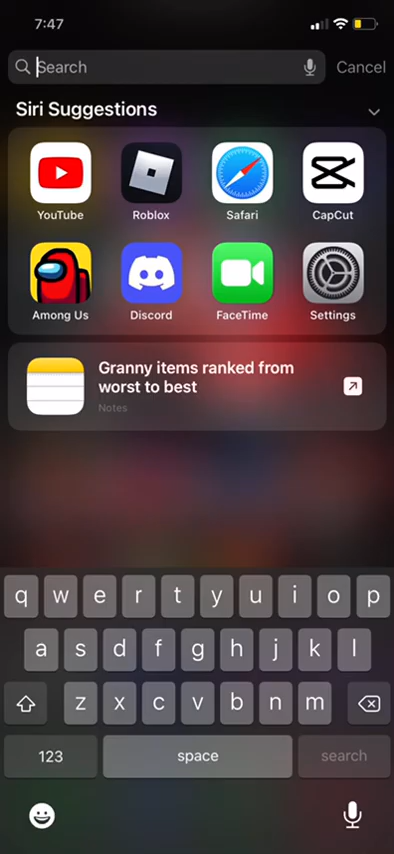 7:47
Search
Cancel
Siri Suggestions
YouTube Roblox Safari CapCut
Among Us Discord FaceTime Settings
Granny items ranked from
worst to best
Notes
q w e r t y u i o p
a s d f g h j k l
z x c v b n m
123 space search